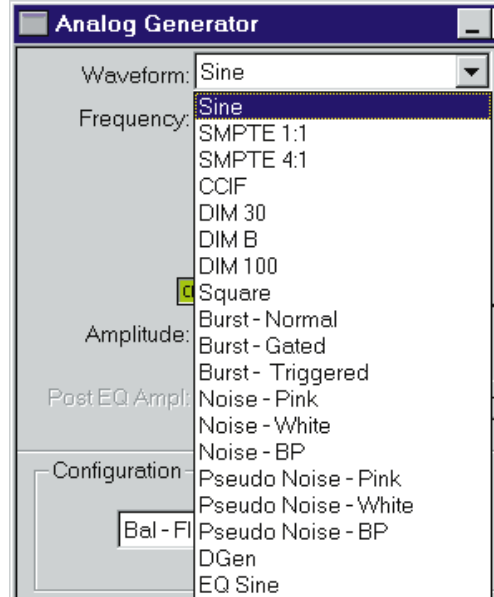 Analog Generator
Waveform: Sine
Frequency:
Sine
SMPTE 1:1
SMPTE 4:1
CCIF
DIM 30
DIM B
DIM 100
Square
Burst - Normal
Amplitude:
Burst - Gated
Burst - Triggered
Post EQ Ampl:
Noise - Pink
Noise - White
Noise - BP
Configuration
Pseudo Noise - Pink
Pseudo Noise - White
Bal - Fl
Pseudo Noise - BP
DGen
EQ Sine